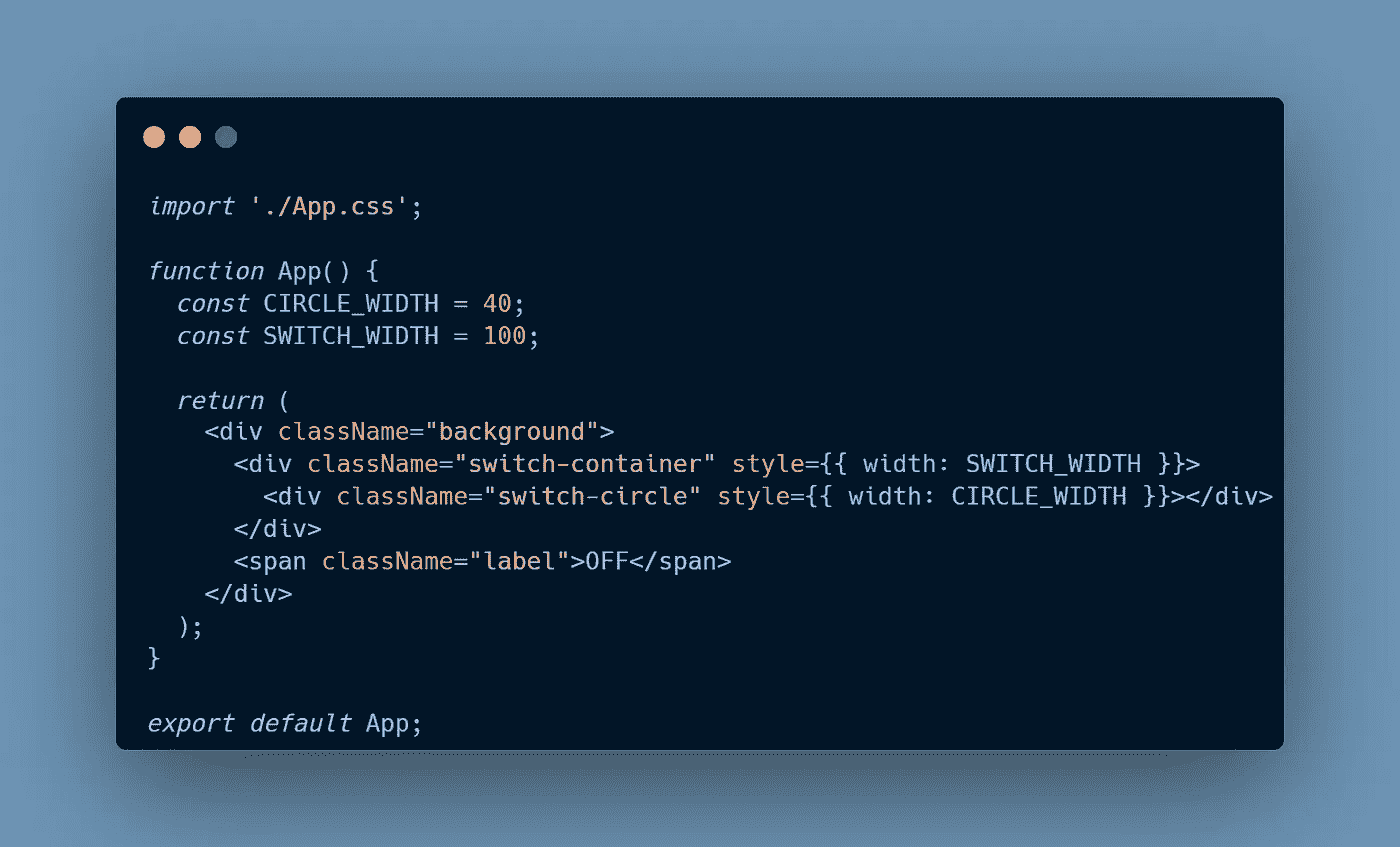 import './App.css';
function App() {
  const CIRCLE_WIDTH = 40;
  const SWITCH_WIDTH = 100;
  return (
    <div className="background">
      <div className="switch-container" style={{ width: SWITCH_WIDTH }}>
        <div className="switch-circle" style={{ width: CIRCLE_WIDTH }}></div>
      </div>
      <span className="label">OFF</span>
    </div>
  );
}
export default App;